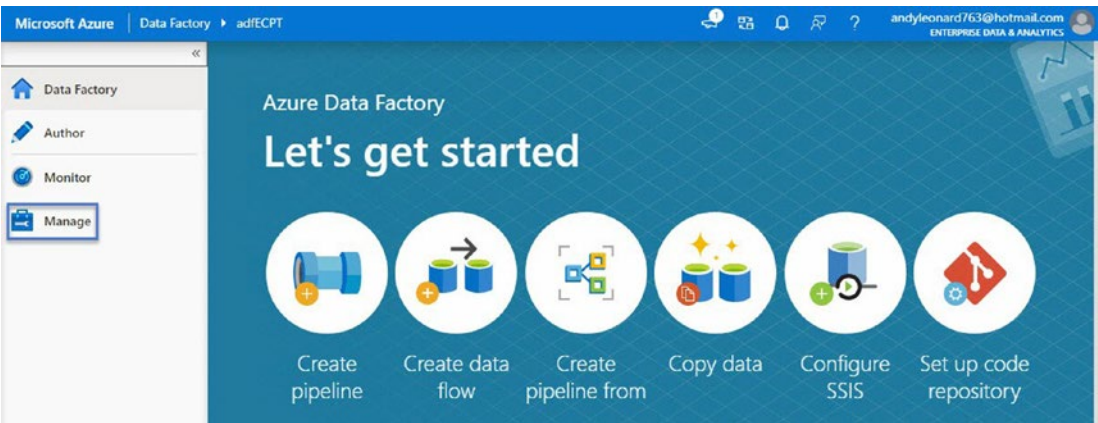 Microsoft Azure | Data Factory ▸ adfECPT
1
?
andyleonard763@hotmail.com
ENTERPRISE DATA & ANALYTICS
«
Data Factory
Author
Monitor
Manage
Azure Data Factory
Let's get started
Create
pipeline
Create data
flow
Create
pipeline from
Copy data
Configure
SSIS
Set up code
repository